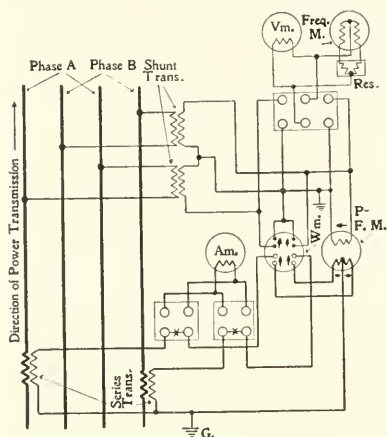 Vm.
Freq.
M.
Res.
Phase A
Phase B
Shunt
Trans.
Direction of Power Transmission
Am.
Wm.
P-
F. M.
Series
Trans.
G.